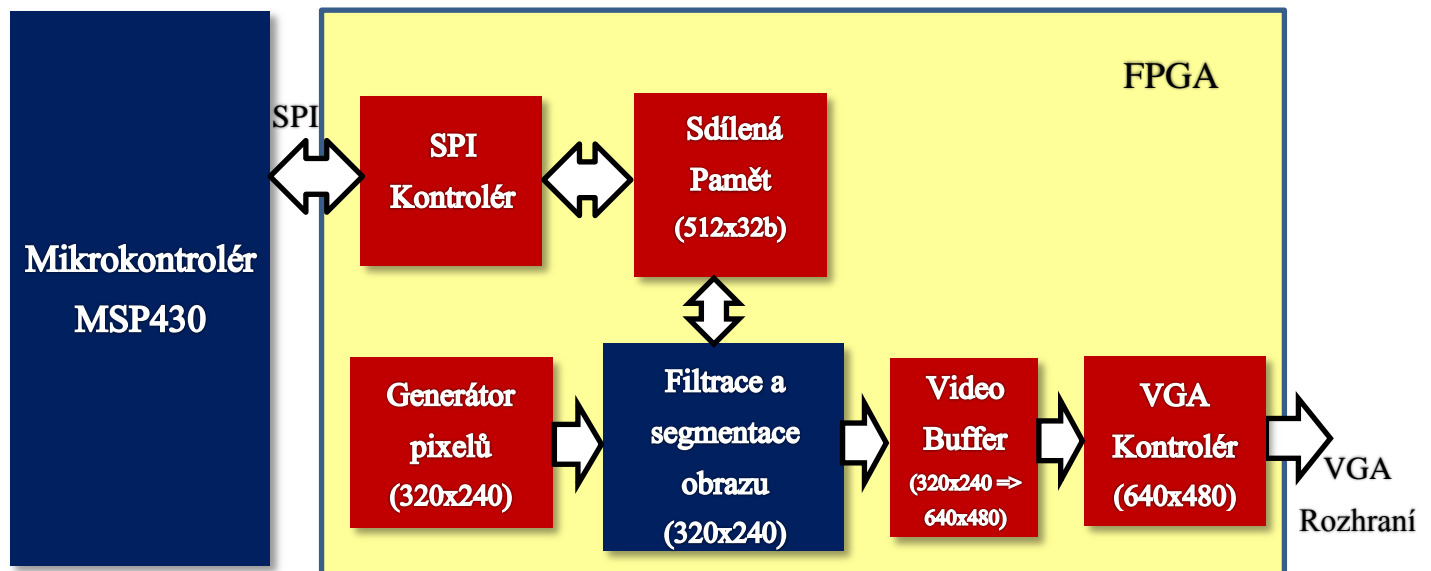 FPGA
SPI
Mikrokontrolér
MSP430
SPI
Kontrolér
Sdílená
Pamět
(512x32b)
Generátor
pixelů
(320x240)
Filtrace a
segmentace
obrazu
(320x240)
Video
Buffer
(320x240 =>
640x480)
VGA
Kontrolér
(640x480)
VGA
Rozhraní